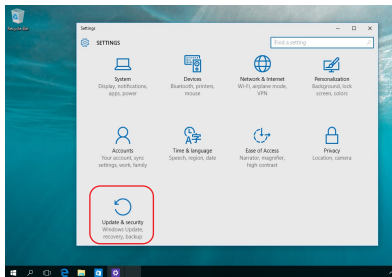 Recycle Bin
Settings
SETTINGS
Find a setting
System
Display, notifications,
apps, power
Devices
Bluetooth, printers,
mouse
Network & Internet
Wi-Fi, airplane mode,
VPN
Personalization
Background, lock
screen, colors
Accounts
Your account, sync
settings, work, family
Time & language
Speech, region, date
Ease of Access
Narrator, magnifier,
high contrast
Privacy
Location, camera
Update & security
Windows Update,
recovery, backup